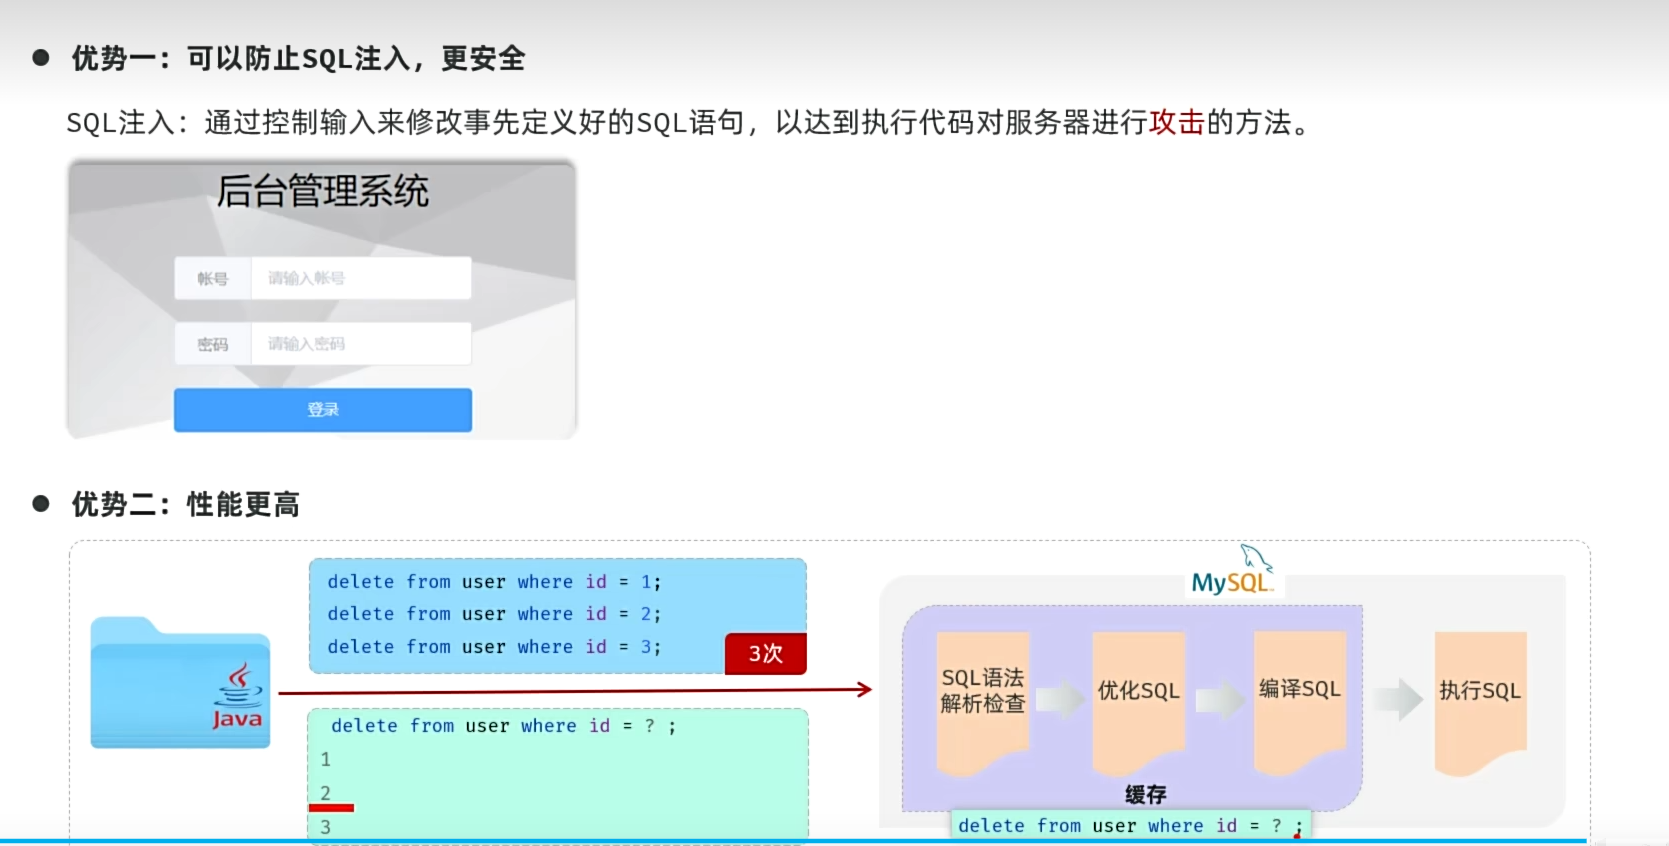 优势一：可以防止SQL注入，更安全
SQL注入：通过控制输入来修改事先定义好的SQL语句，以达到执行代码对服务器进行攻击的方法。
后台管理系统
帐号 请输入帐号
密码 请输入密码
登录
优势二：性能更高
delete from user where id = 1;
delete from user where id = 2;
delete from user where id = 3;
3次
Java
delete from user where id = ? ;
1
2
3
MySQL
SQL语法
解析检查
优化SQL
编译SQL
执行SQL
缓存
delete from user where id = ? ;